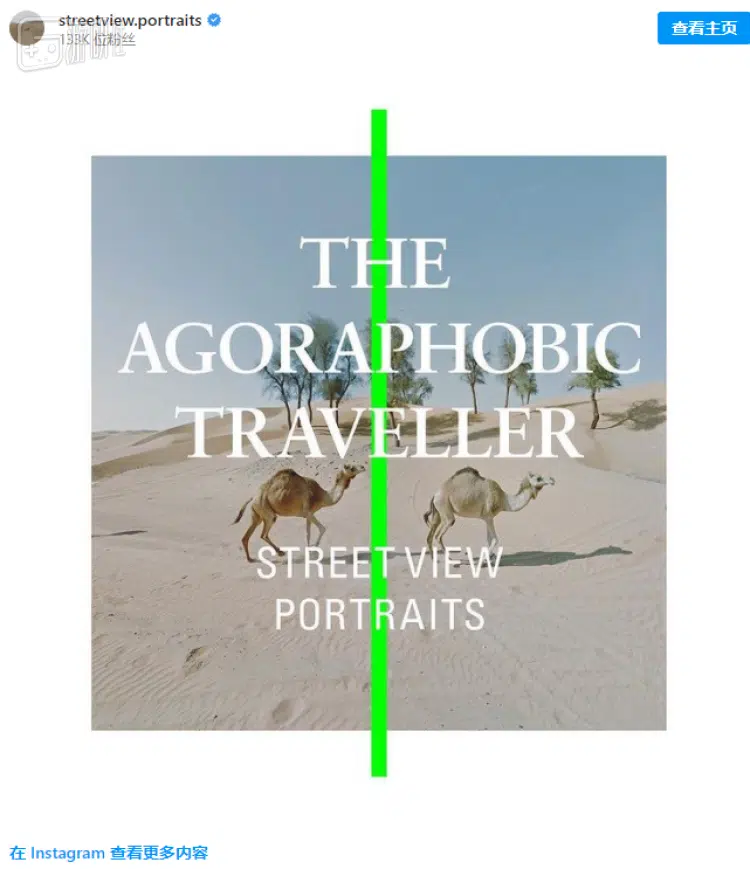 streetview.portraits
133K 位粉丝
查看主页
THE
AGORAPHOBIC
TRAVELLER
STREET VIEW
PORTRAITS
在 Instagram 查看更多内容